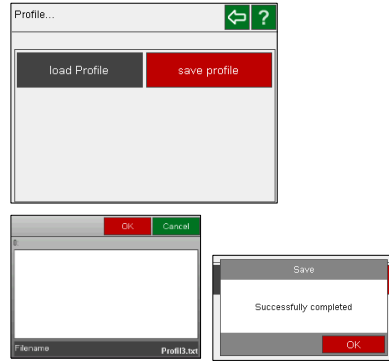 Profile...
?
load Profile
save profile
OK
Cancel
Filename
Profil3.txt
Save
Successfully completed
OK